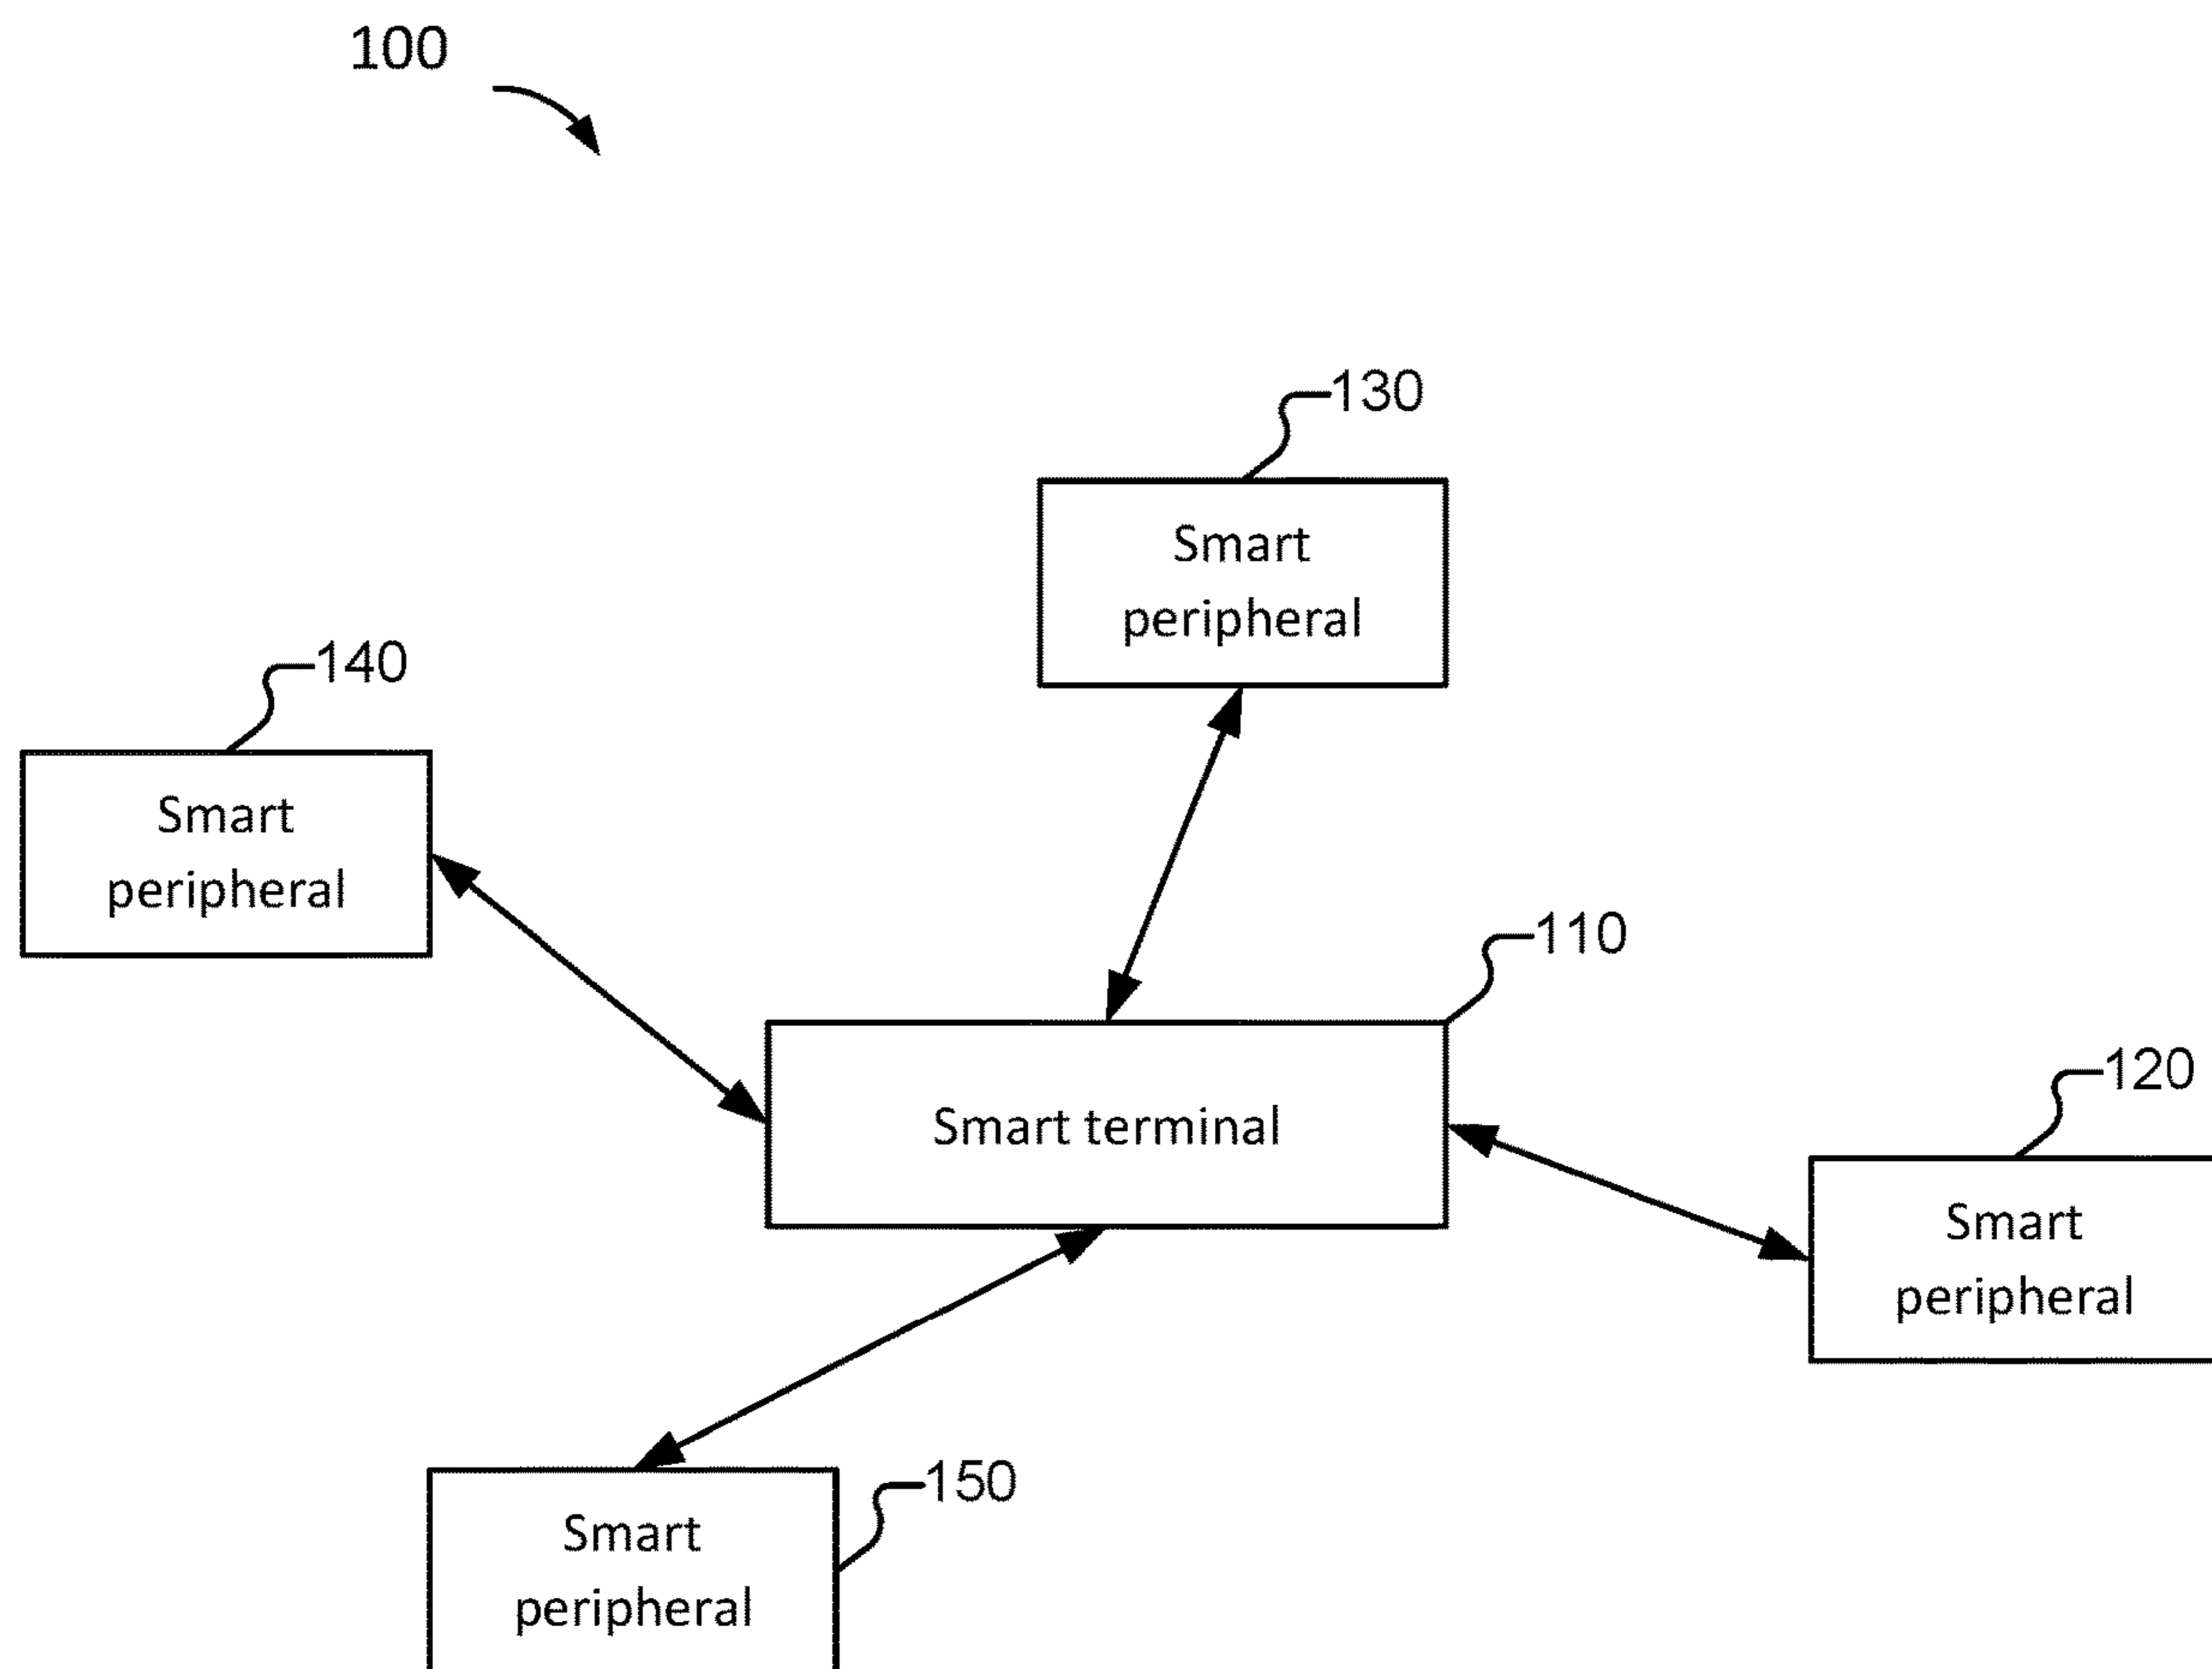 100
130
Smart
peripheral
140
Smart
peripheral
110
Smart terminal
120
Smart
peripheral
150
Smart
peripheral